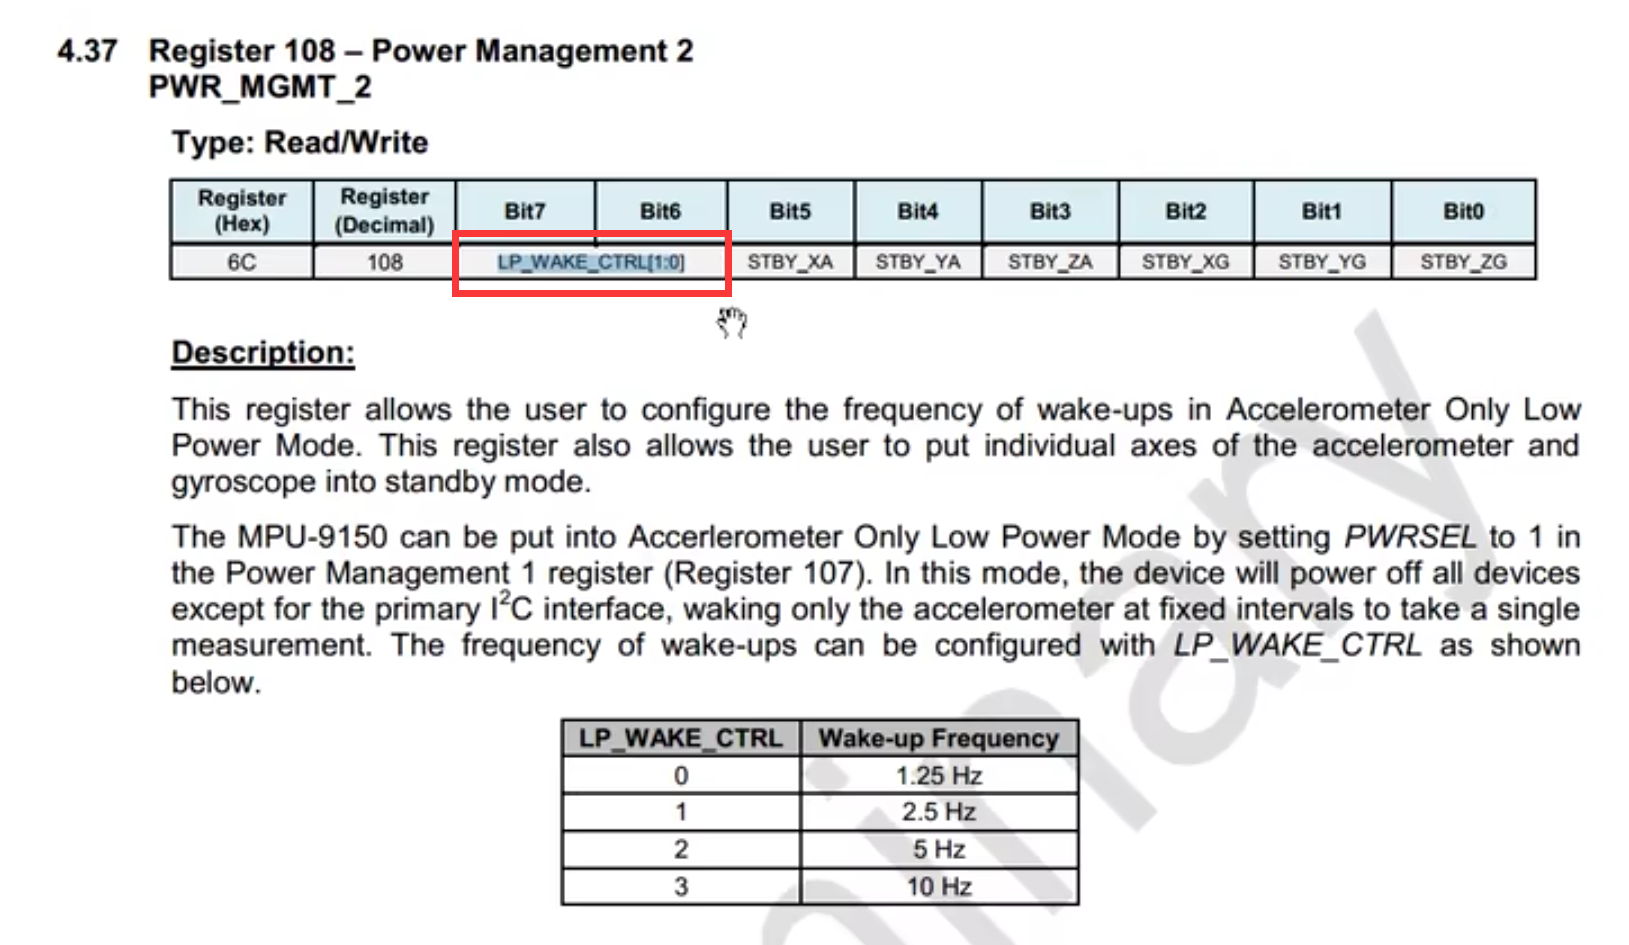 4.37 Register 108 – Power Management 2
PWR_MGMT_2
Type: Read/Write
Register (Hex) Register (Decimal) Bit7 Bit6 Bit5 Bit4 Bit3 Bit2 Bit1 Bit0
6C 108 LP_WAKE_CTRL[1:0] STBY_XA STBY_YA STBY_ZA STBY_XG STBY_YG STBY_ZG
Description:
This register allows the user to configure the frequency of wake-ups in Accelerometer Only Low
Power Mode. This register also allows the user to put individual axes of the accelerometer and
gyroscope into standby mode.
The MPU-9150 can be put into Accerlerometer Only Low Power Mode by setting PWRSEL to 1 in
the Power Management 1 register (Register 107). In this mode, the device will power off all devices
except for the primary I²C interface, waking only the accelerometer at fixed intervals to take a single
measurement. The frequency of wake-ups can be configured with LP_WAKE_CTRL as shown
below.
LP_WAKE_CTRL Wake-up Frequency
0 1.25 Hz
1 2.5 Hz
2 5 Hz
3 10 Hz
inary